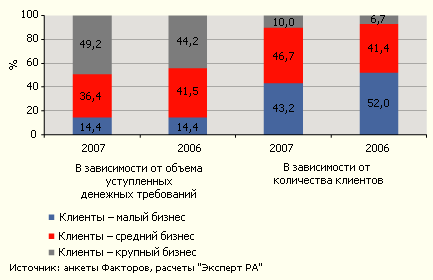 100
80
60
40
20
0
%
49,2
36,4
14,4
44,2
41,5
14,4
10,0
46,7
43,2
6,7
41,4
52,0
2007
2006
2007
2006
В зависимости от объема
уступленных
денежных требований
В зависимости от
количества клиентов
Клиенты – малый бизнес
Клиенты – средний бизнес
Клиенты – крупный бизнес
Источник: анкеты Факторов, расчеты "Эксперт РА"